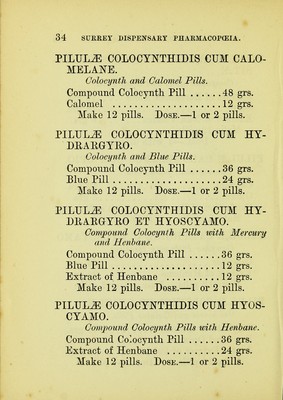 34 SURREY DISPENSARY PHARMACOPŒIA.
PILULÆ COLOCYNTHIDIS CUM CALO-
MELANE.
Colocynth and Calomel Pills.
Compound Colocynth Pill ......48 grs.
Calomel ....................12 grs.
Make 12 pills. DOSE.—1 or 2 pills.
PILULÆ COLOCYNTHIDIS CUM HY-
DRARGYRO.
Colocynth and Blue Pills.
Compound Colocynth Pill ......36 grs.
Blue Pill ....................24 grs.
Make 12 pills. DOSE.—1 or 2 pills.
PILULÆ COLOCYNTHIDIS CUM HY-
DRARGYRO ET HYOSCYAMO.
Compound Colocynth Pills with Mercury
and Henbane.
Compound Colocynth Pill ......36 grs.
Blue Pill ....................12 grs.
Extract of Henbane ..........12 grs.
Make 12 pills. DOSE.—1 or 2 pills.
PILULÆ COLOCYNTHIDIS CUM HYOS-
CYAMO.
Compound Colocynth Pills with Henbane.
Compound Colocynth Pill ......36 grs.
Extract of Henbane ..........24 grs.
Make 12 pills. DOSE.—1 or 2 pills.